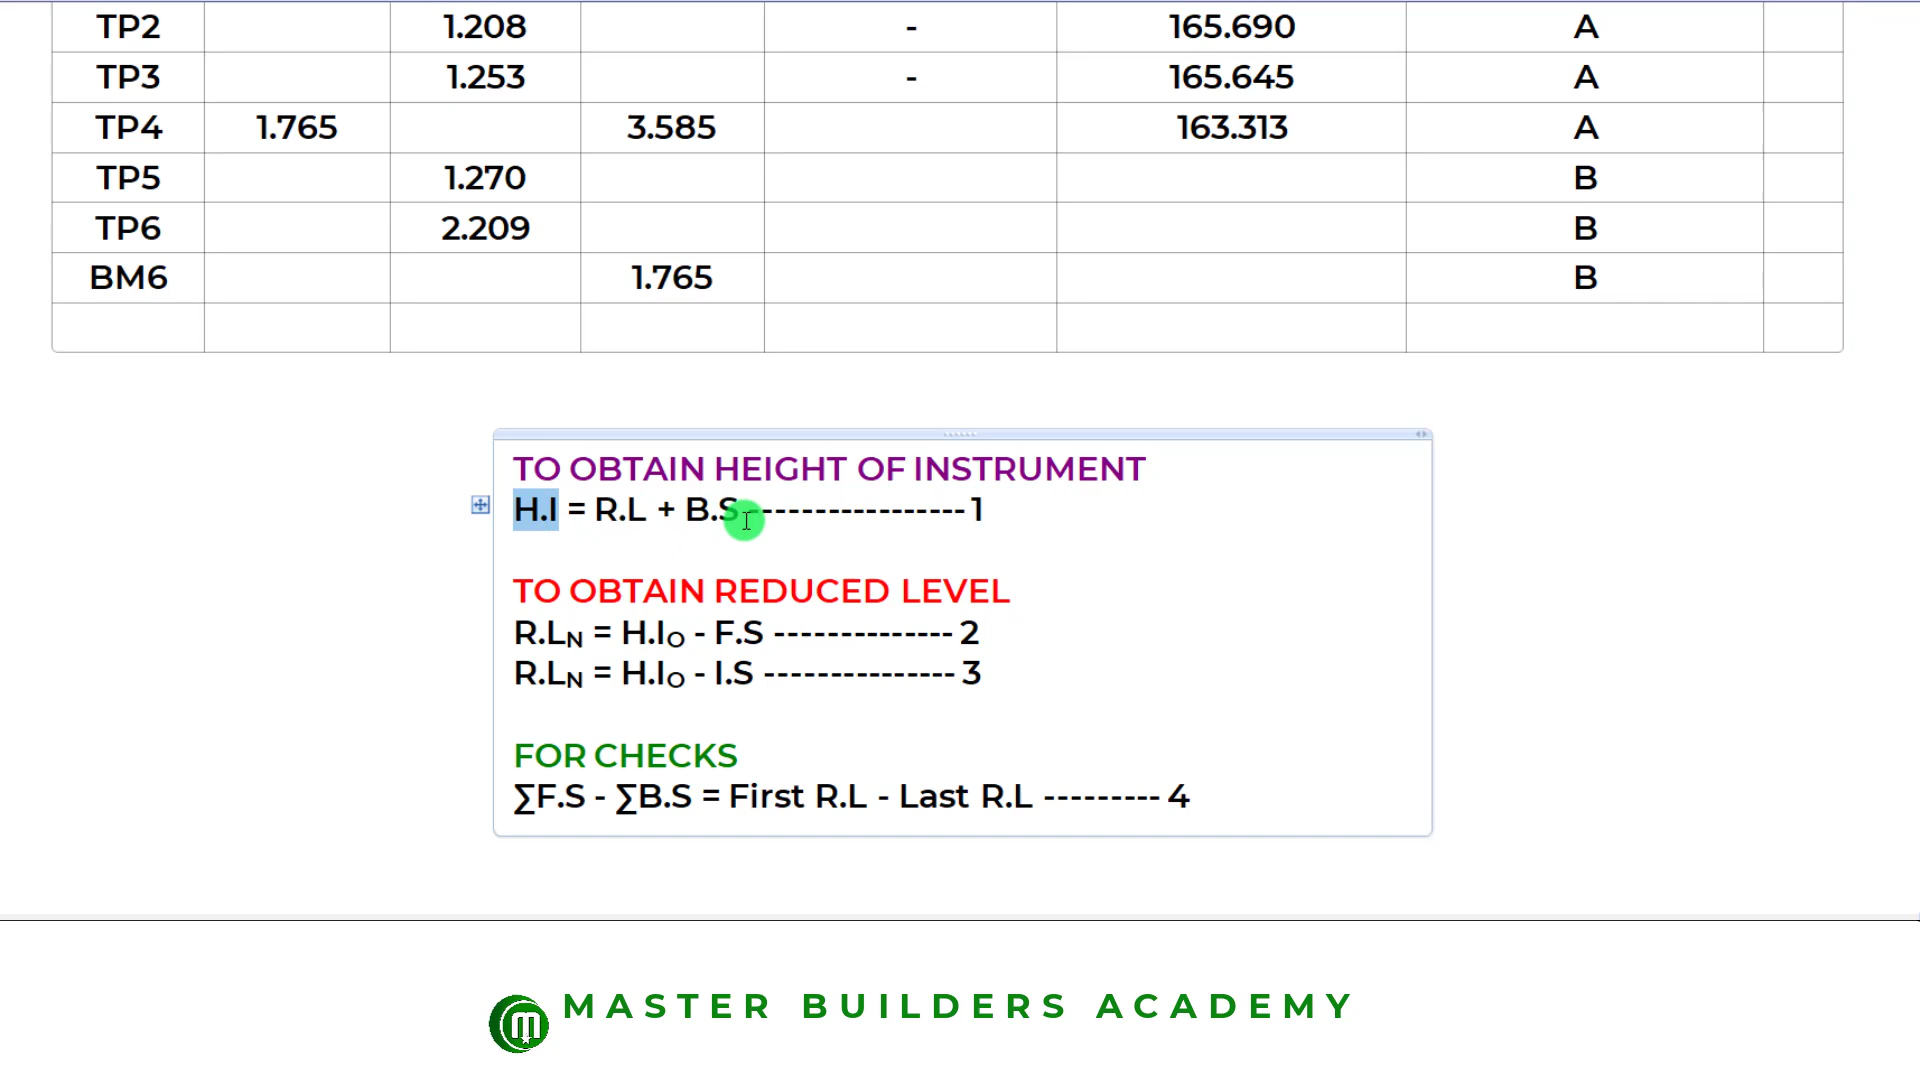 TP2 1.208 - 165.690 A
TP3 1.253 - 165.645 A
TP4 1.765 3.585 163.313 A
TP5 1.270 B
TP6 2.209 B
BM6 1.765 B
TO OBTAIN HEIGHT OF INSTRUMENT
H.I = R.L + B.S ----------------- 1
TO OBTAIN REDUCED LEVEL
R.LN = H.IO - F.S -------------- 2
R.LN = H.IO - I.S --------------- 3
FOR CHECKS
∑F.S - ∑B.S = First R.L - Last R.L --------- 4
MASTER BUILDERS ACADEMY